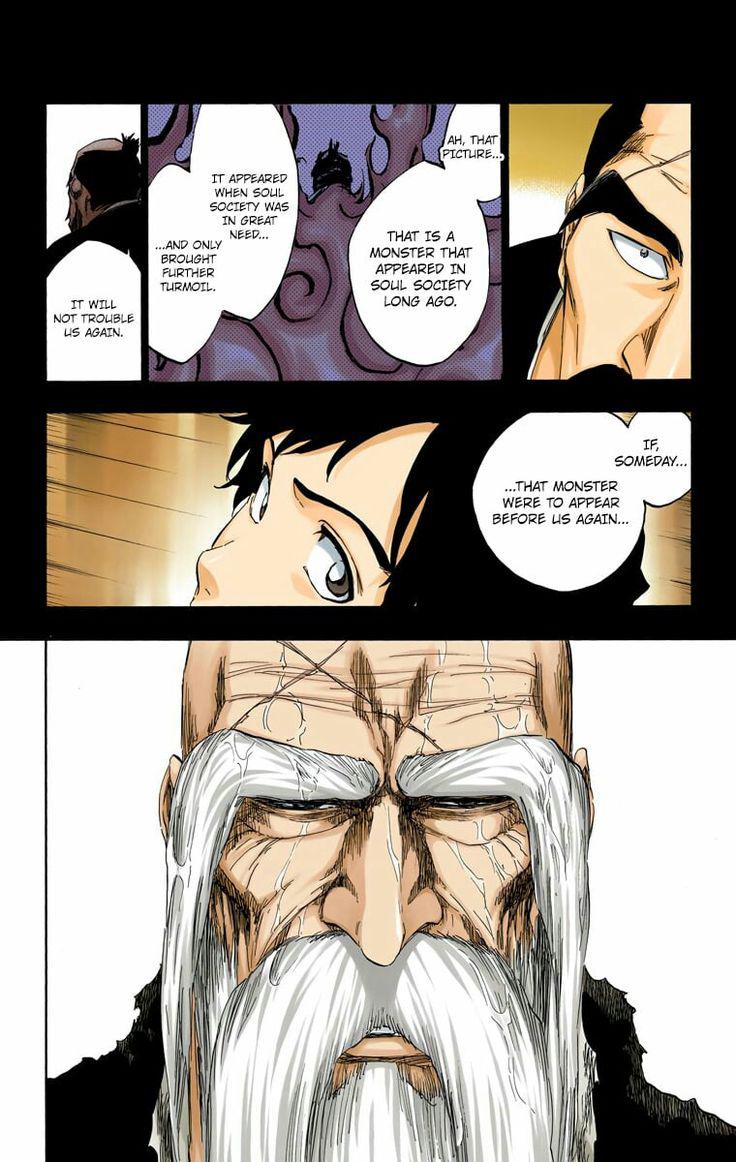 AH, THAT
PICTURE...
THAT IS A
MONSTER THAT
APPEARED IN
SOUL SOCIETY
LONG AGO.
IT APPEARED
WHEN SOUL
SOCIETY WAS
IN GREAT
NEED...
...AND ONLY
BROUGHT
FURTHER
TURMOIL.
IT WILL
NOT TROUBLE
US AGAIN.
IF,
SOMEDAY...
...THAT MONSTER
WERE TO APPEAR
BEFORE US AGAIN...